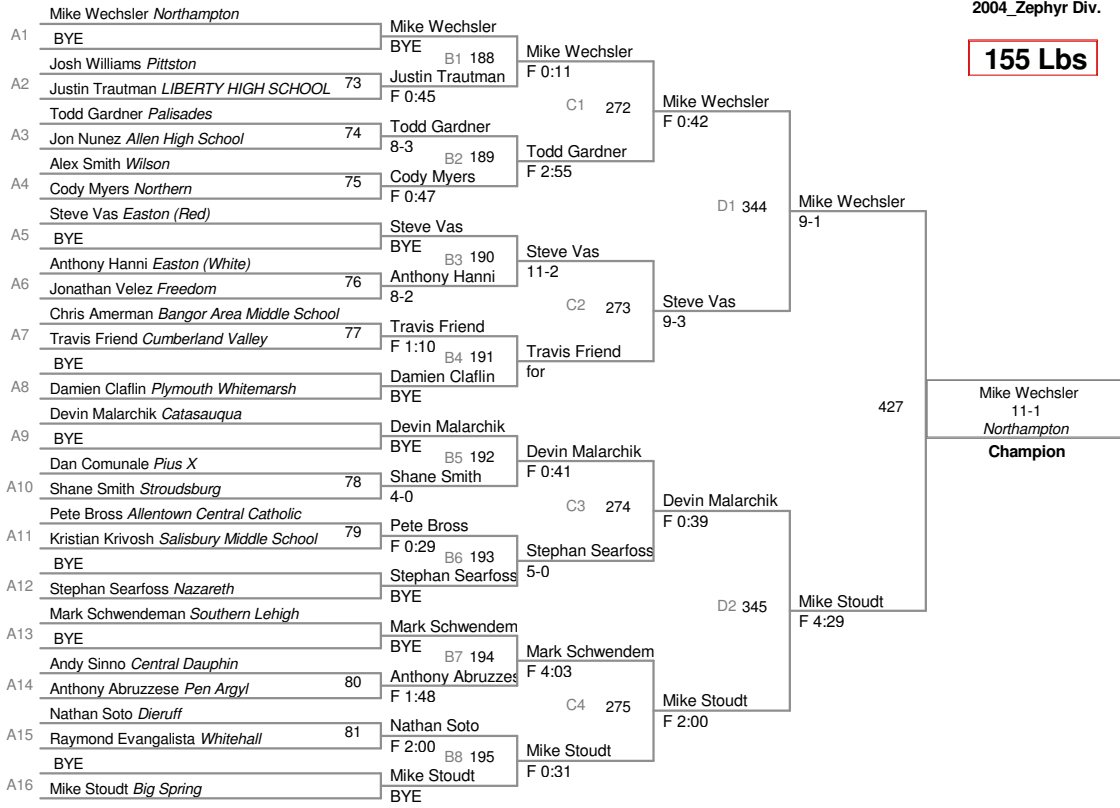 2004_Zephyr Div.
155 Lbs
Mike Wechsler Northampton
A1
BYE
Josh Williams Pittston
A2
Justin Trautman LIBERTY HIGH SCHOOL 73
Todd Gardner Palisades
A3
Jon Nunez Allen High School 74
Alex Smith Wilson
A4
Cody Myers Northern 75
Steve Vas Easton (Red)
A5
BYE
Anthony Hanni Easton (White)
A6
Jonathan Velez Freedom 76
Chris Amerman Bangor Area Middle School
A7
Travis Friend Cumberland Valley 77
BYE
A8
Damien Claflin Plymouth Whitemarsh
Devin Malarchik Catasauqua
A9
BYE
Dan Comunale Pius X
A10
Shane Smith Stroudsburg 78
Pete Bross Allentown Central Catholic
A11
Kristian Krivosh Salisbury Middle School 79
BYE
A12
Stephan Searfoss Nazareth
Mark Schwendeman Southern Lehigh
A13
BYE
Andy Sinno Central Dauphin
A14
Anthony Abruzzese Pen Argyl 80
Nathan Soto Dieruff
A15
Raymond Evangalista Whitehall 81
BYE
A16
Mike Stoudt Big Spring
Mike Wechsler
BYE
B1 188
Justin Trautman
F 0:45
Todd Gardner
8-3
B2 189
Cody Myers
F 0:47
Steve Vas
BYE
B3 190
Anthony Hanni
8-2
Travis Friend
F 1:10
B4 191
Damien Claflin
BYE
Devin Malarchik
BYE
B5 192
Shane Smith
4-0
Pete Bross
F 0:29
B6 193
Stephan Searfoss
BYE
Mark Schwendem
BYE
B7 194
Anthony Abruzzes
F 1:48
Nathan Soto
F 2:00
B8 195
Mike Stoudt
BYE
Mike Wechsler
F 0:11
C1 272
Todd Gardner
F 2:55
Steve Vas
11-2
C2 273
Travis Friend
for
Devin Malarchik
F 0:41
C3 274
Stephan Searfoss
5-0
Mark Schwendem
F 4:03
C4 275
Mike Stoudt
F 0:31
Mike Wechsler
F 0:42
D1 344
Steve Vas
9-3
Devin Malarchik
F 0:39
D2 345
Mike Stoudt
F 2:00
Mike Wechsler
9-1
427
Mike Stoudt
F 4:29
Mike Wechsler
11-1
Northampton
Champion